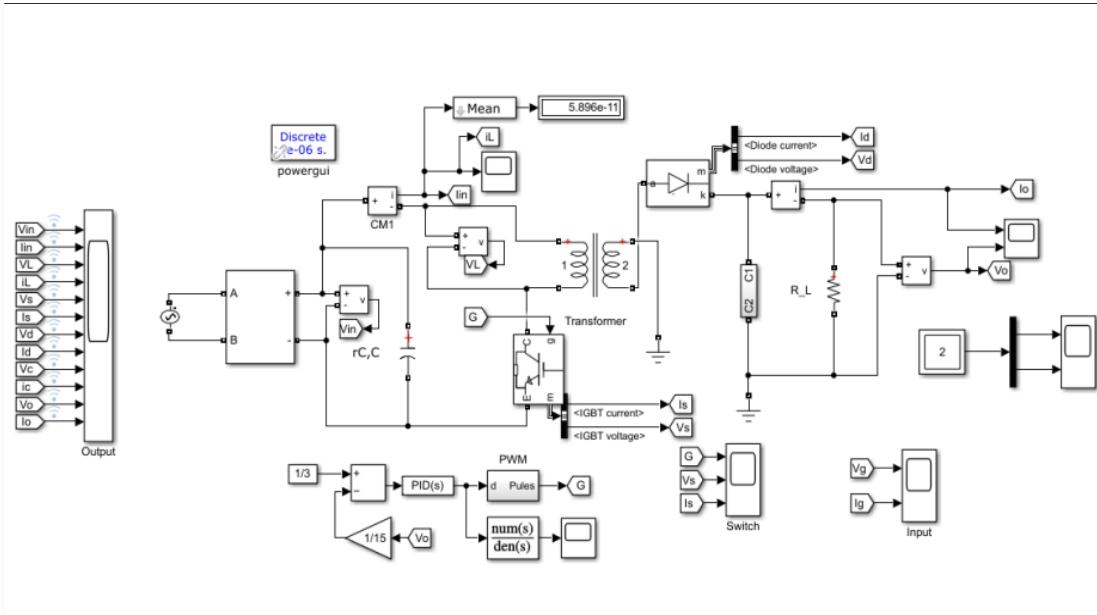 Mean
5.896e-11
iL
Iin
Discrete
e-06 s.
powergui
i
CM1
Vin
Iin
VL
iL
Vs
Is
Vd
Id
Vc
ic
Vo
Io
Output
A
B
v
Vin
rC,C
v
VL
1
2
Transformer
G
g
C
E
m
<IGBT current>
<IGBT voltage>
Is
Vs
a
m
k
<Diode current>
<Diode voltage>
Id
Vd
i
Io
C1
C2
R_L
v
Vo
2
1/3
PID(s)
PWM
d
Pules
G
1/15
Vo
num(s)
den(s)
G
Vs
Is
Switch
Vg
Ig
Input